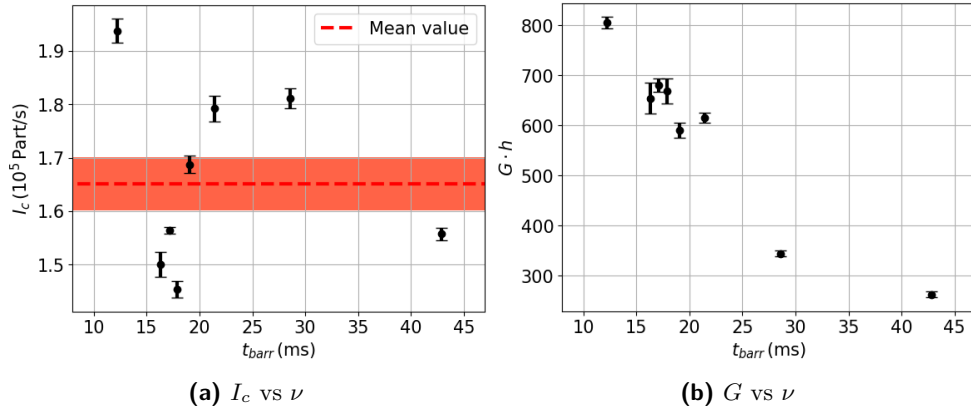 I_c (10^5 Part/s)
1.9
1.8
1.7
1.6
1.5
Mean value
10 15 20 25 30 35 40 45
t_barr (ms)
(a) I_c vs ν
G · h
800
700
600
500
400
300
10 15 20 25 30 35 40 45
t_barr (ms)
(b) G vs ν